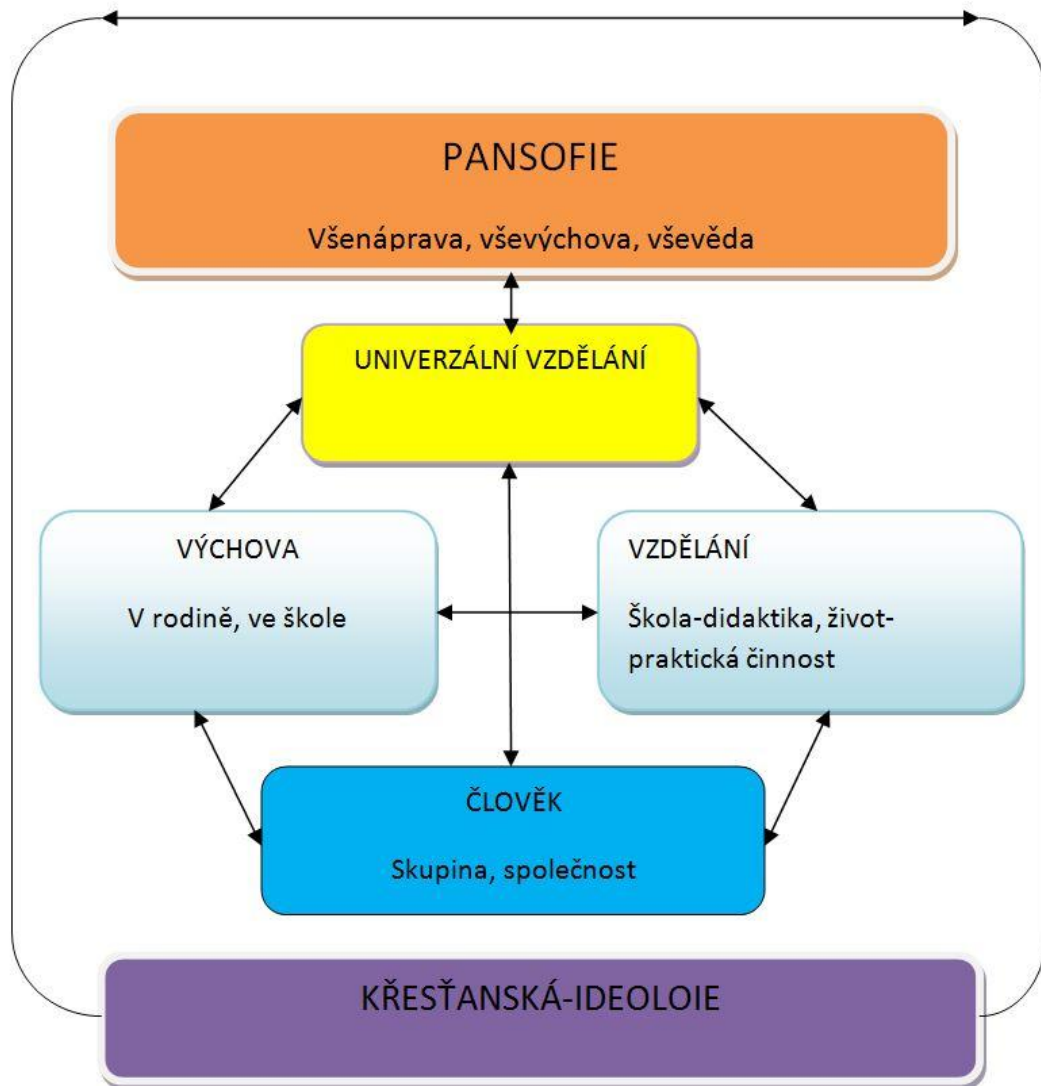 PANSOFIE
Všenáprava, vševýchova, vševěda
UNIVERZÁLNÍ VZDĚLÁNÍ
VÝCHOVA
V rodině, ve škole
VZDĚLÁNÍ
Škola-didaktika, život-
praktická činnost
ČLOVĚK
Skupina, společnost
KŘESŤANSKÁ-IDEOLOIE